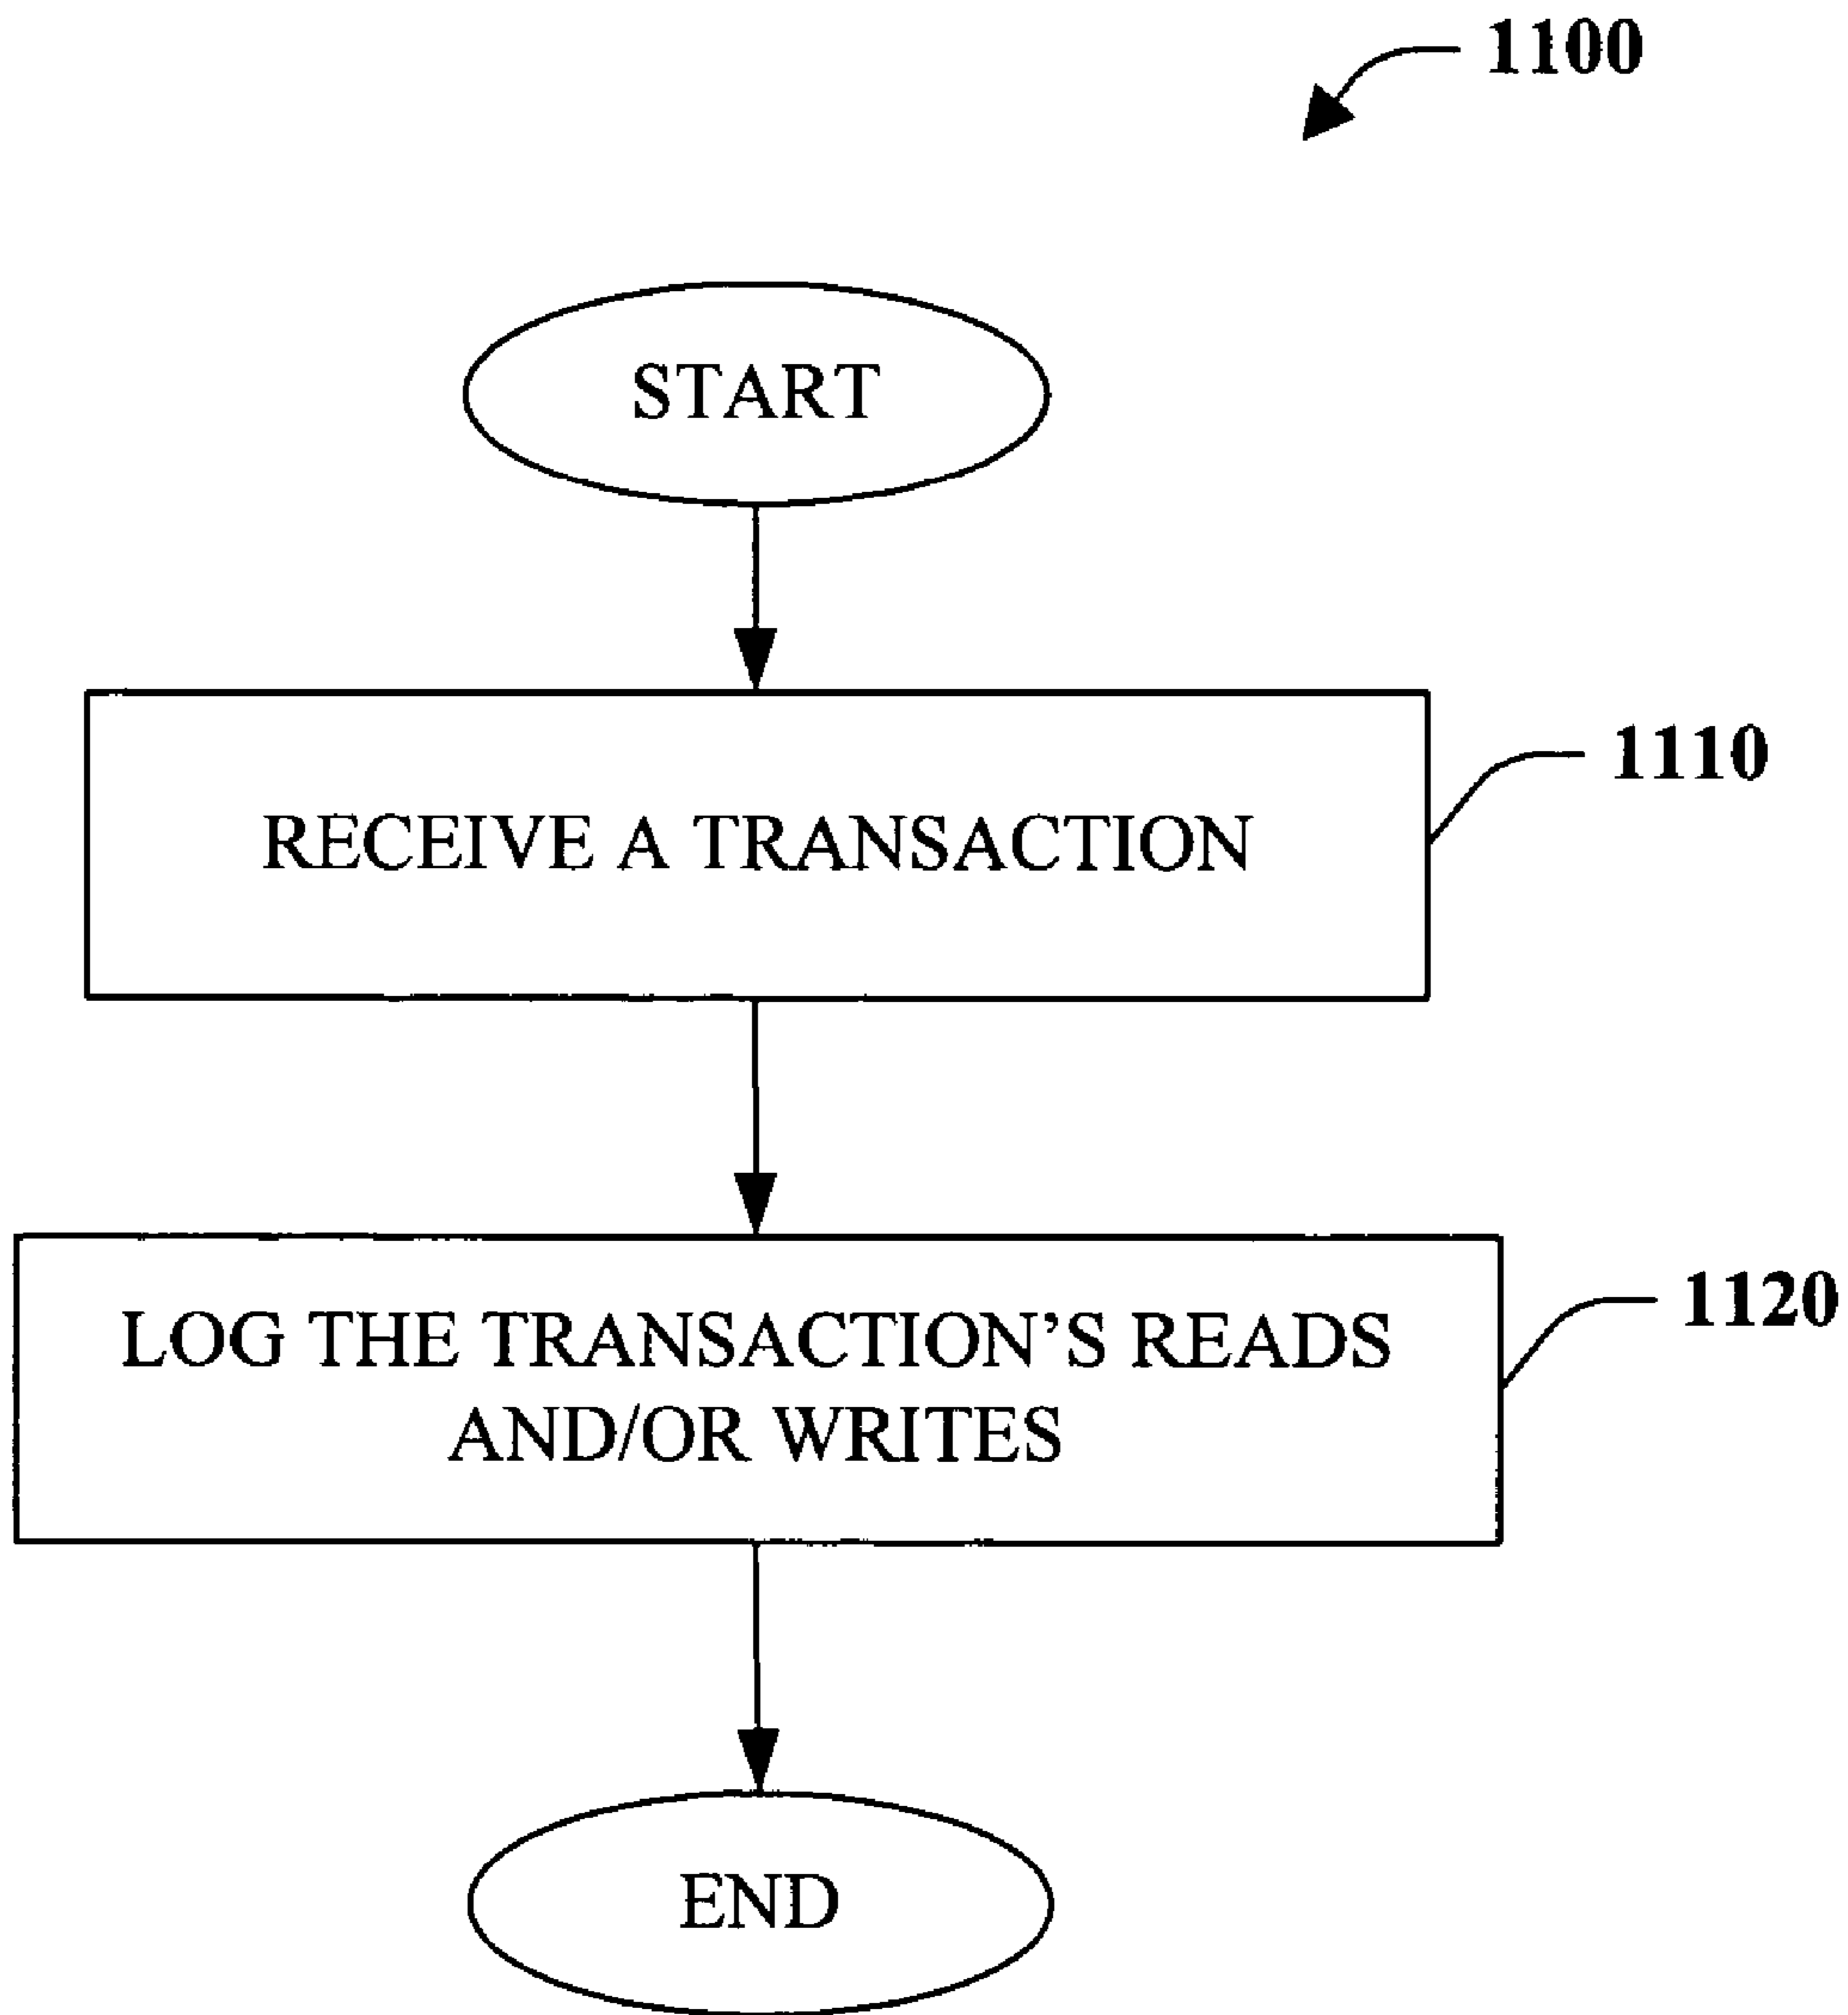 1100
START
RECEIVE A TRANSACTION
1110
LOG THE TRANSACTION'S READS
AND/OR WRITES
1120
END